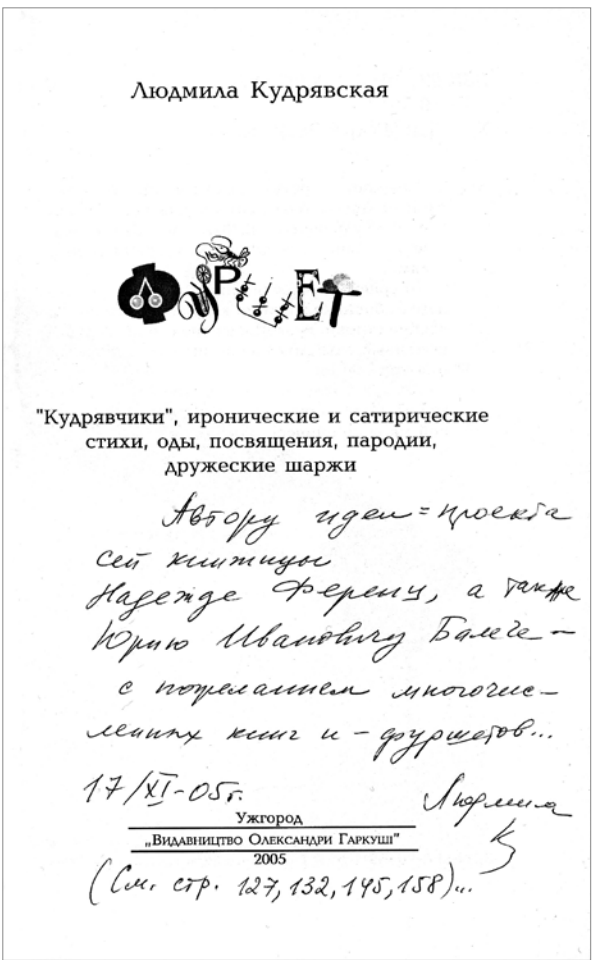 Людмила Кудрявская
ФУРШЕТ
"Кудрявчики", иронические и сатирические
стихи, оды, посвящения, пародии,
дружеские шаржи
Автору идеи = проекта
сей книжицы
Надежде Ференц, а также
Юрию Ивановичу Балеге –
с пожеланием многочис–
ленных книг и – фуршетов...
17/XI-05г.
Людмила
К
Ужгород
„Видавництво Олександри Гаркуші"
2005
(См. стр. 127, 132, 145, 158)...